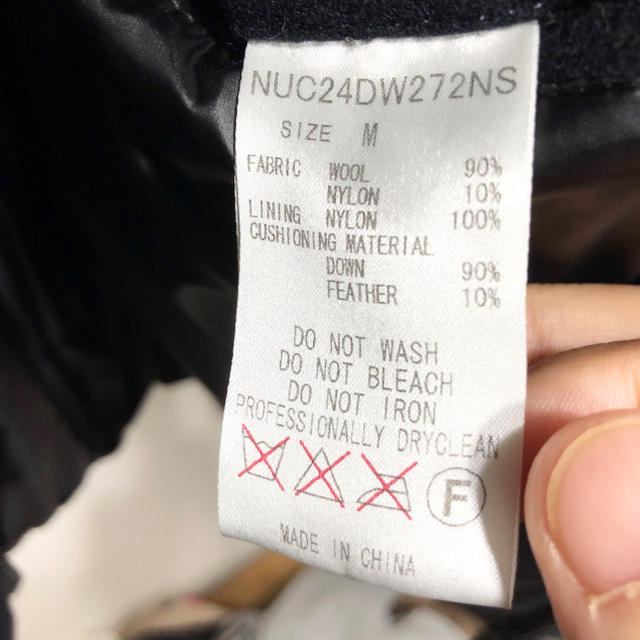 NUC24DW272NS
SIZE M
FABRIC WOOL 90%
NYLON 10%
LINING NYLON 100%
CUSHIONING MATERIAL
DOWN 90%
FEATHER 10%
DO NOT WASH
DO NOT BLEACH
DO NOT IRON
PROFESSIONALLY DRYCLEAN
F
MADE IN CHINA